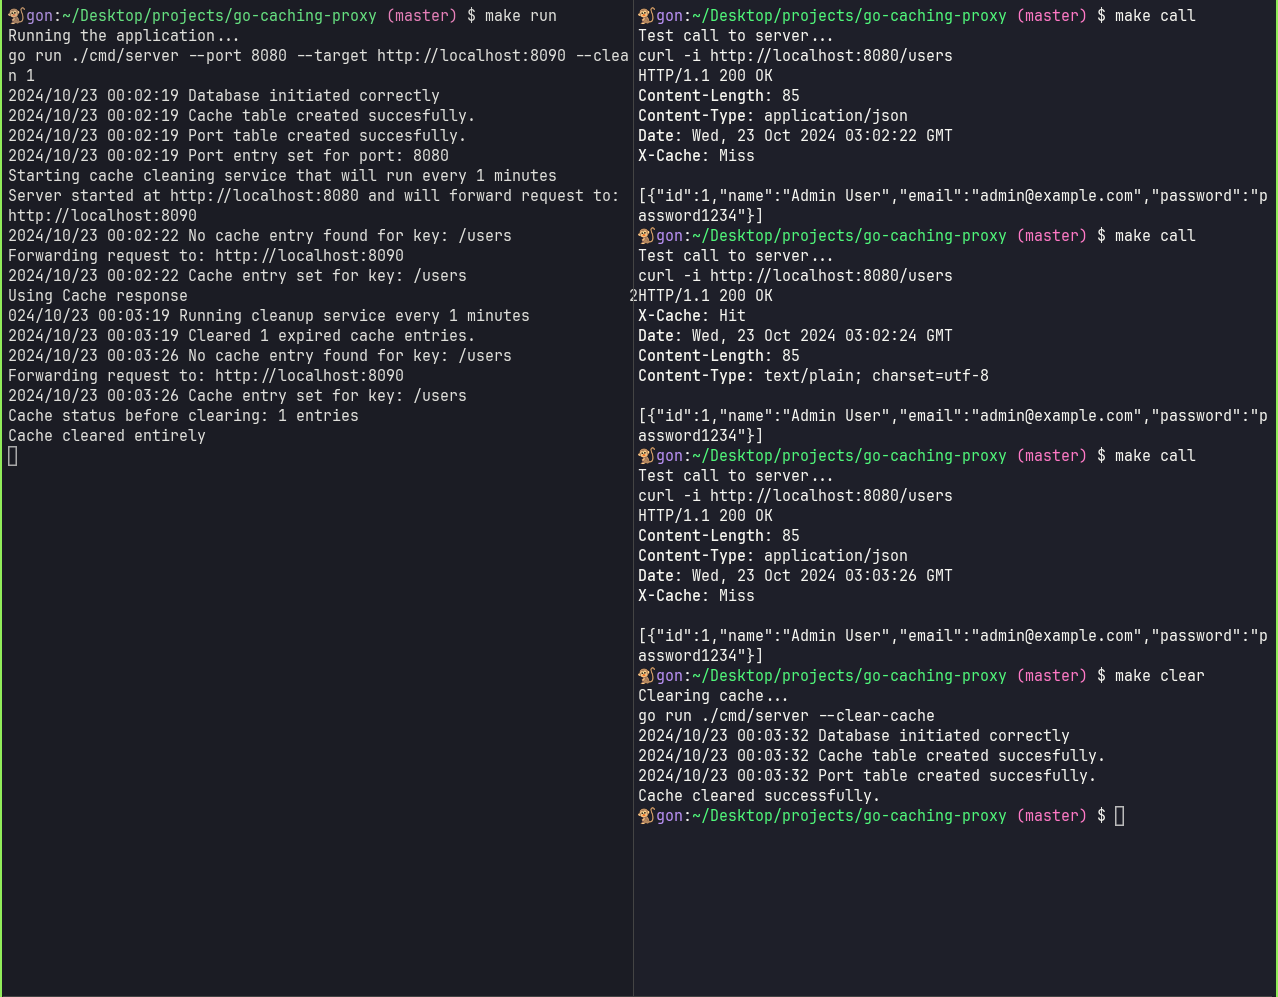 gon:~/Desktop/projects/go-caching-proxy (master) $ make run
Running the application...
go run ./cmd/server --port 8080 --target http://localhost:8090 --clea
n 1
2024/10/23 00:02:19 Database initiated correctly
2024/10/23 00:02:19 Cache table created succesfully.
2024/10/23 00:02:19 Port table created succesfully.
2024/10/23 00:02:19 Port entry set for port: 8080
Starting cache cleaning service that will run every 1 minutes
Server started at http://localhost:8080 and will forward request to:
http://localhost:8090
2024/10/23 00:02:22 No cache entry found for key: /users
Forwarding request to: http://localhost:8090
2024/10/23 00:02:22 Cache entry set for key: /users
Using Cache response 2
024/10/23 00:03:19 Running cleanup service every 1 minutes
2024/10/23 00:03:19 Cleared 1 expired cache entries.
2024/10/23 00:03:26 No cache entry found for key: /users
Forwarding request to: http://localhost:8090
2024/10/23 00:03:26 Cache entry set for key: /users
Cache status before clearing: 1 entries
Cache cleared entirely
gon:~/Desktop/projects/go-caching-proxy (master) $ make call
Test call to server...
curl -i http://localhost:8080/users
HTTP/1.1 200 OK
Content-Length: 85
Content-Type: application/json
Date: Wed, 23 Oct 2024 03:02:22 GMT
X-Cache: Miss
[{"id":1,"name":"Admin User","email":"admin@example.com","password":"p
assword1234"}]
gon:~/Desktop/projects/go-caching-proxy (master) $ make call
Test call to server...
curl -i http://localhost:8080/users
HTTP/1.1 200 OK
X-Cache: Hit
Date: Wed, 23 Oct 2024 03:02:24 GMT
Content-Length: 85
Content-Type: text/plain; charset=utf-8
[{"id":1,"name":"Admin User","email":"admin@example.com","password":"p
assword1234"}]
gon:~/Desktop/projects/go-caching-proxy (master) $ make call
Test call to server...
curl -i http://localhost:8080/users
HTTP/1.1 200 OK
Content-Length: 85
Content-Type: application/json
Date: Wed, 23 Oct 2024 03:03:26 GMT
X-Cache: Miss
[{"id":1,"name":"Admin User","email":"admin@example.com","password":"p
assword1234"}]
gon:~/Desktop/projects/go-caching-proxy (master) $ make clear
Clearing cache...
go run ./cmd/server --clear-cache
2024/10/23 00:03:32 Database initiated correctly
2024/10/23 00:03:32 Cache table created succesfully.
2024/10/23 00:03:32 Port table created succesfully.
Cache cleared successfully.
gon:~/Desktop/projects/go-caching-proxy (master) $